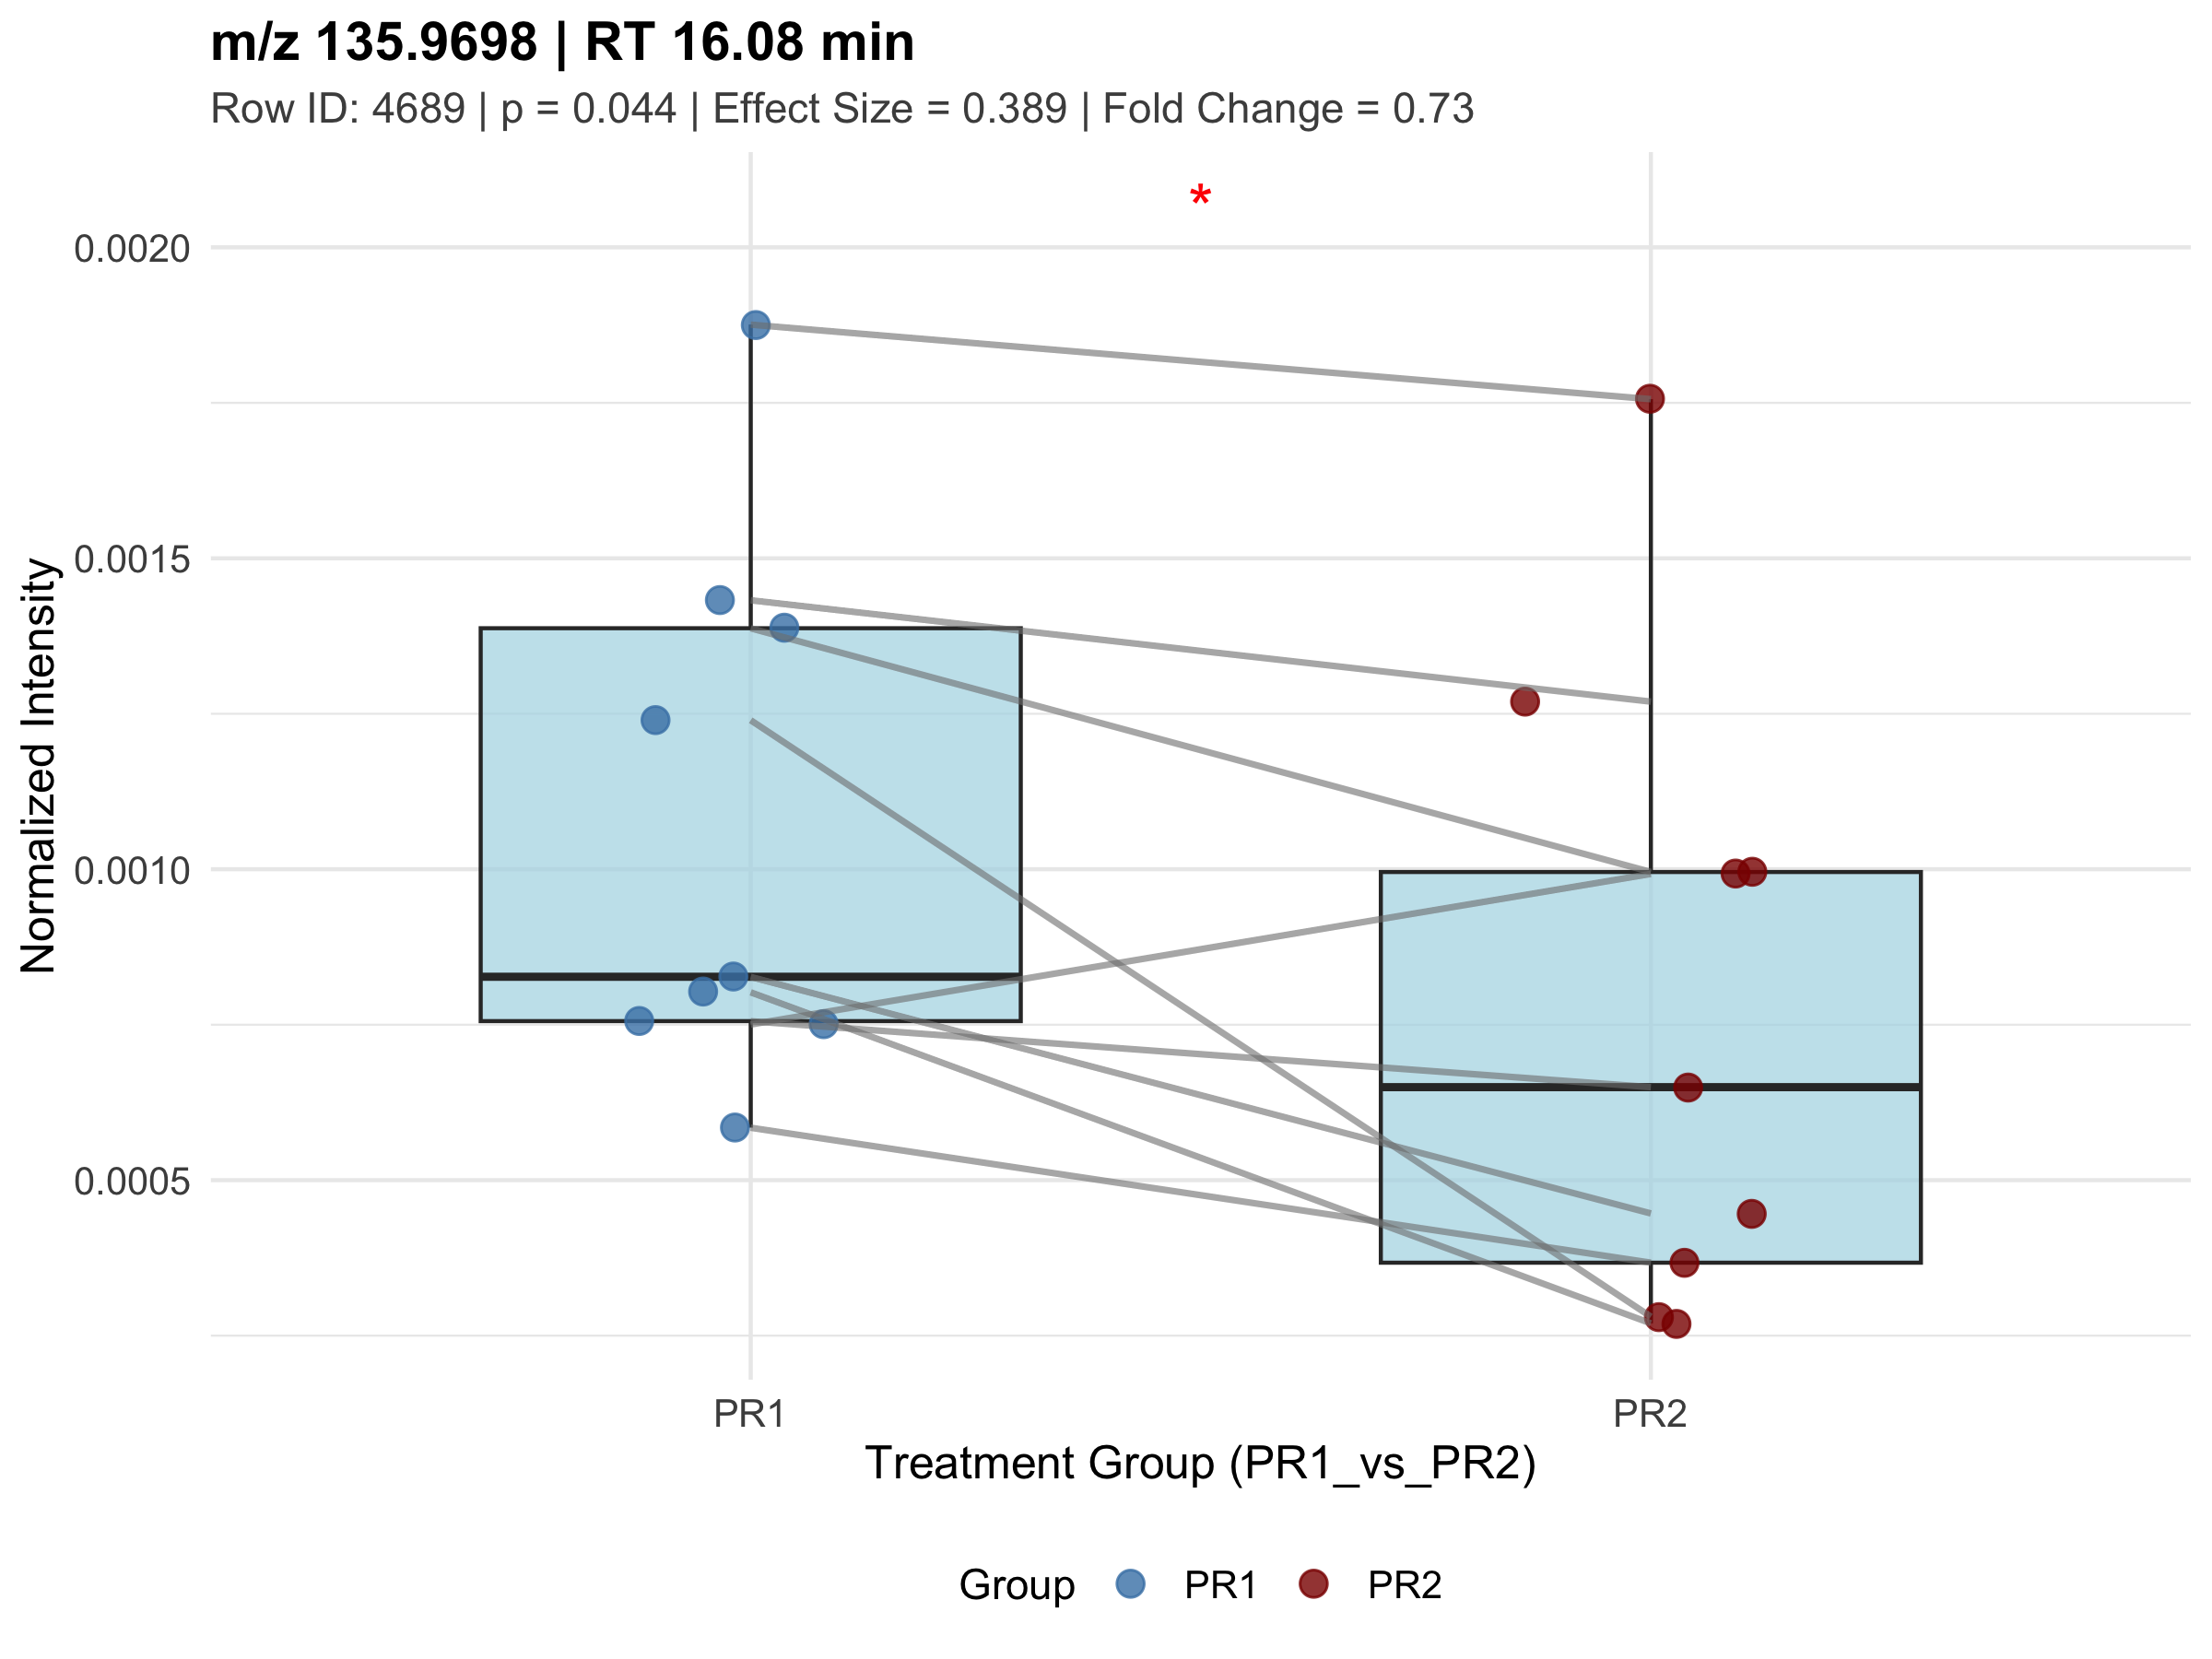 m/z 135.9698 | RT 16.08 min
Row ID: 4689 | p = 0.044 | Effect Size = 0.389 | Fold Change = 0.73
*
0.0020
0.0015
0.0010
0.0005
Normalized Intensity
PR1 PR2
Treatment Group (PR1_vs_PR2)
Group PR1 PR2